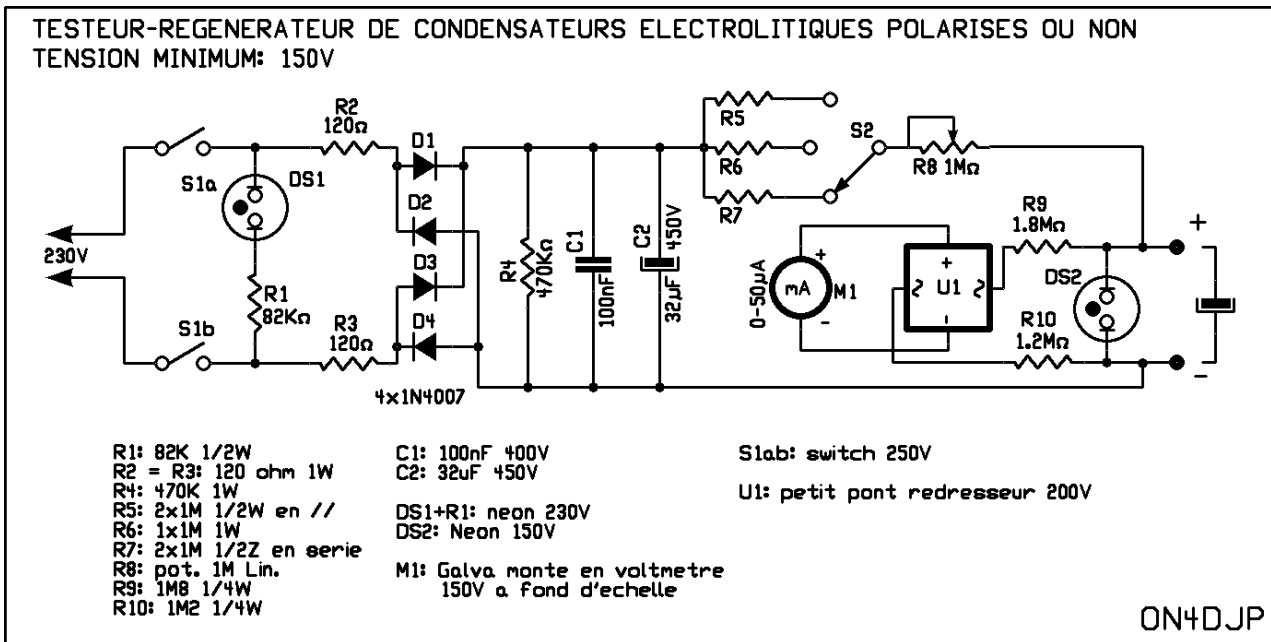 TESTEUR-REGENERATEUR DE CONDENSATEURS ELECTROLITIQUES POLARISES OU NON
TENSION MINIMUM: 150V
R2
120Ω
D1
S1a
DS1
D2
230V
R1
82KΩ
D3
S1b
R3
120Ω
D4
4x1N4007
R4
470KΩ
C1
100nF
C2
450V
32µF
R5
R6
R7
S2
R8 1MΩ
R9
1.8MΩ
+
DS2
0-50µA
+
mA
M1
-
+
U1
-
R10
1.2MΩ
-
R1: 82K 1/2W
R2 = R3: 120 ohm 1W
R4: 470K 1W
R5: 2x1M 1/2W en //
R6: 1x1M 1W
R7: 2x1M 1/2Z en serie
R8: pot. 1M Lin.
R9: 1M8 1/4W
R10: 1M2 1/4W
C1: 100nF 400V
C2: 32uF 450V
DS1+R1: neon 230V
DS2: Neon 150V
M1: Galva monte en voltmetre
150V a fond d'echelle
S1ab: switch 250V
U1: petit pont redresseur 200V
ON4DJP